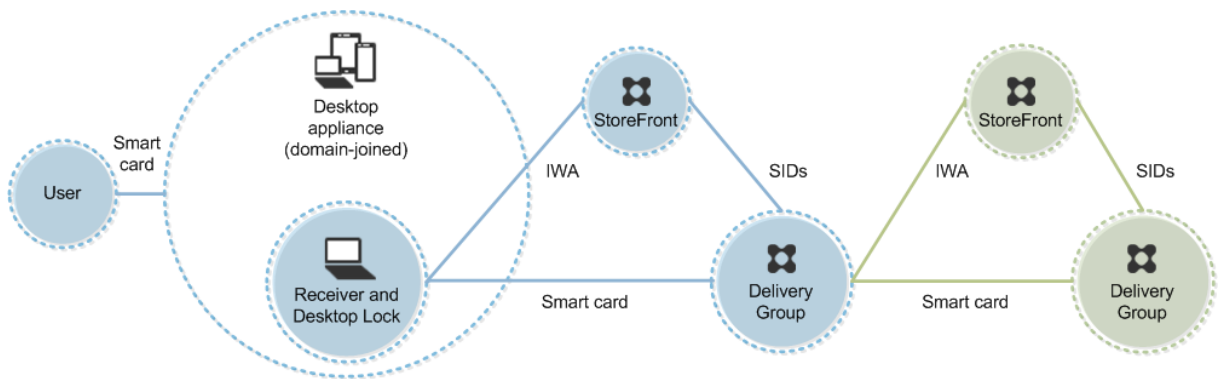 User
Smart
card
Desktop
appliance
(domain-joined)
Receiver and
Desktop Lock
IWA
StoreFront
SIDs
Smart card
Delivery
Group
IWA
StoreFront
SIDs
Smart card
Delivery
Group